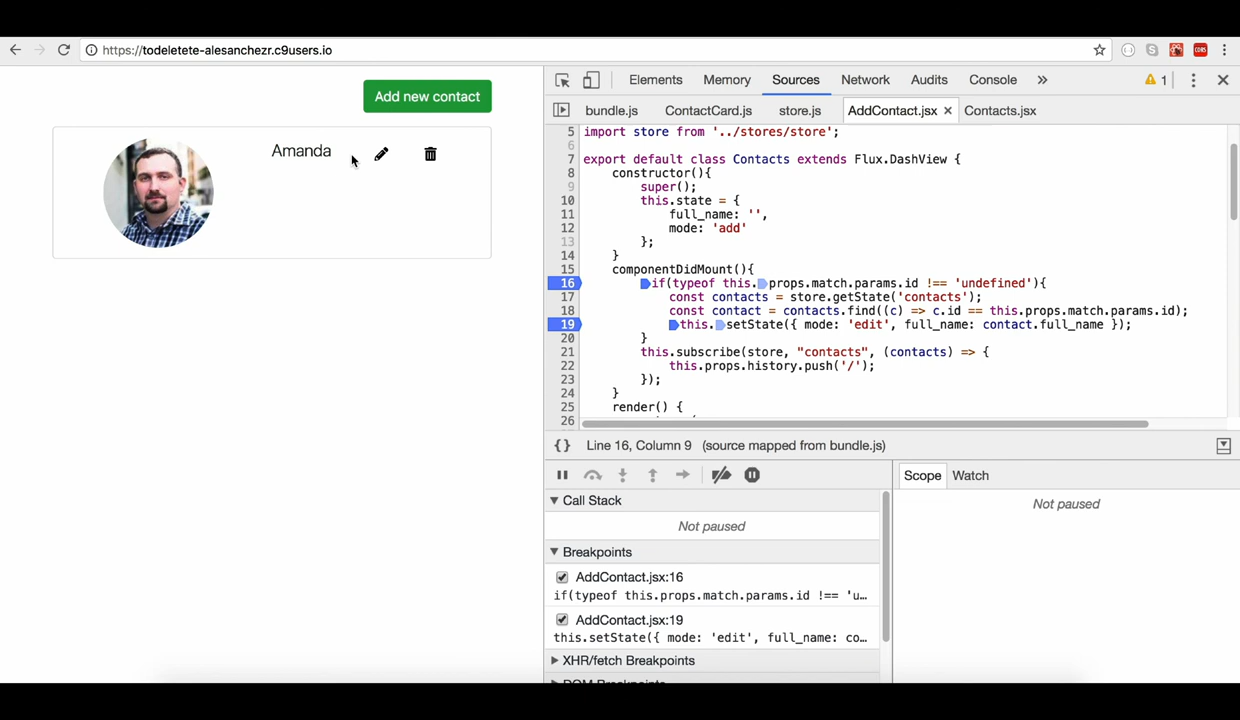 https://todeletete-alesanchezr.c9users.io
CORS
Add new contact
Amanda
Elements Memory Sources Network Audits Console » 1
bundle.js ContactCard.js store.js AddContact.jsx × Contacts.jsx
5 import store from '../stores/store';
6
7 export default class Contacts extends Flux.DashView {
8 constructor(){
9 super();
10 this.state = {
11 full_name: '',
12 mode: 'add'
13 };
14 }
15 componentDidMount(){
16 if(typeof this.props.match.params.id !== 'undefined'){
17 const contacts = store.getState('contacts');
18 const contact = contacts.find((c) => c.id == this.props.match.params.id);
19 this.setState({ mode: 'edit', full_name: contact.full_name });
20 }
21 this.subscribe(store, "contacts", (contacts) => {
22 this.props.history.push('/');
23 });
24 }
25 render() {
26
{} Line 16, Column 9 (source mapped from bundle.js)
Scope Watch
Call Stack
Not paused
Not paused
Breakpoints
AddContact.jsx:16
if(typeof this.props.match.params.id !== 'u…
AddContact.jsx:19
this.setState({ mode: 'edit', full_name: co…
XHR/fetch Breakpoints
DOM Breakpoints